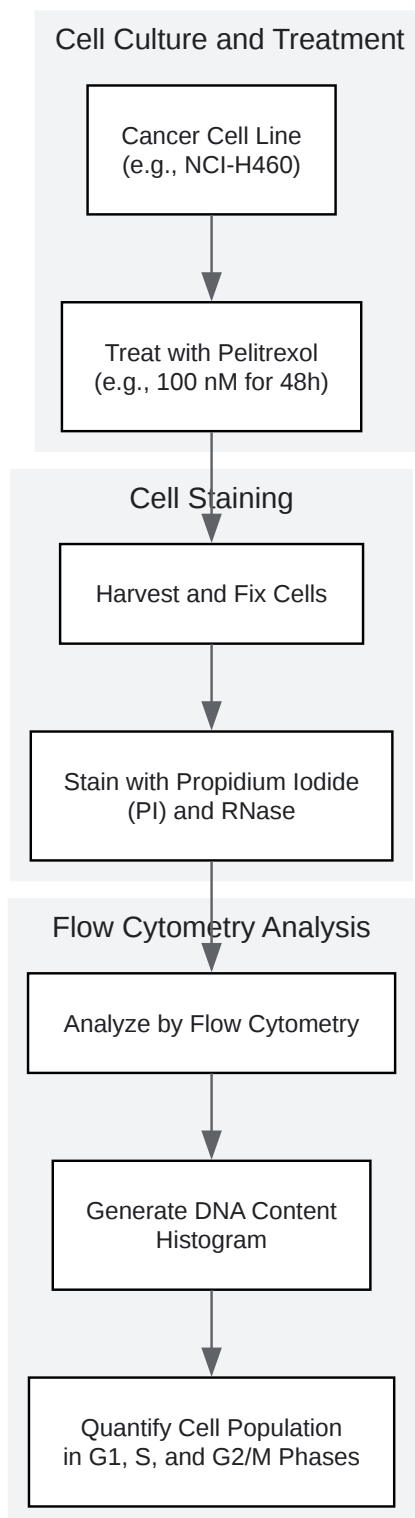 Cell Culture and Treatment
Cancer Cell Line
(e.g., NCI-H460)
Treat with Pelitrexol
(e.g., 100 nM for 48h)
Cell Staining
Harvest and Fix Cells
Stain with Propidium Iodide
(PI) and RNase
Flow Cytometry Analysis
Analyze by Flow Cytometry
Generate DNA Content
Histogram
Quantify Cell Population
in G1, S, and G2/M Phases